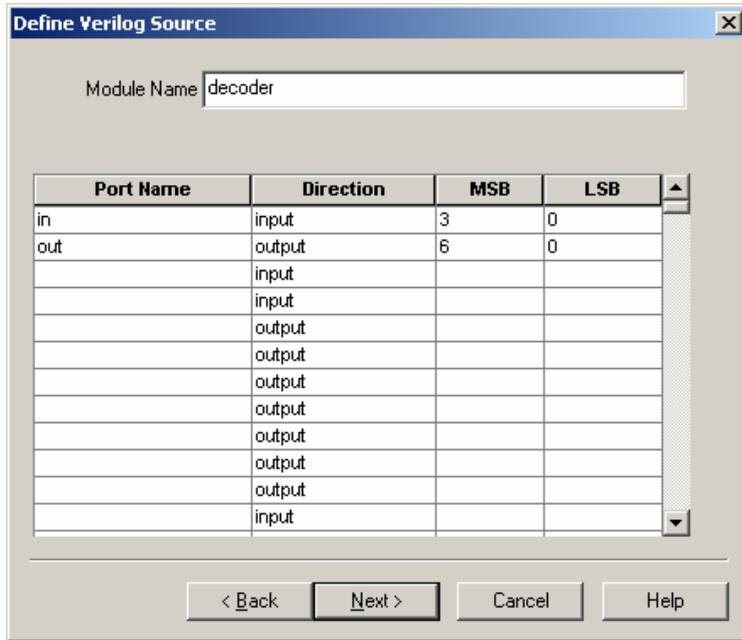 Define Verilog Source
Module Name decoder
Port Name Direction MSB LSB
in input 3 0
out output 6 0
input
input
output
output
output
output
output
output
output
input
< Back Next > Cancel Help